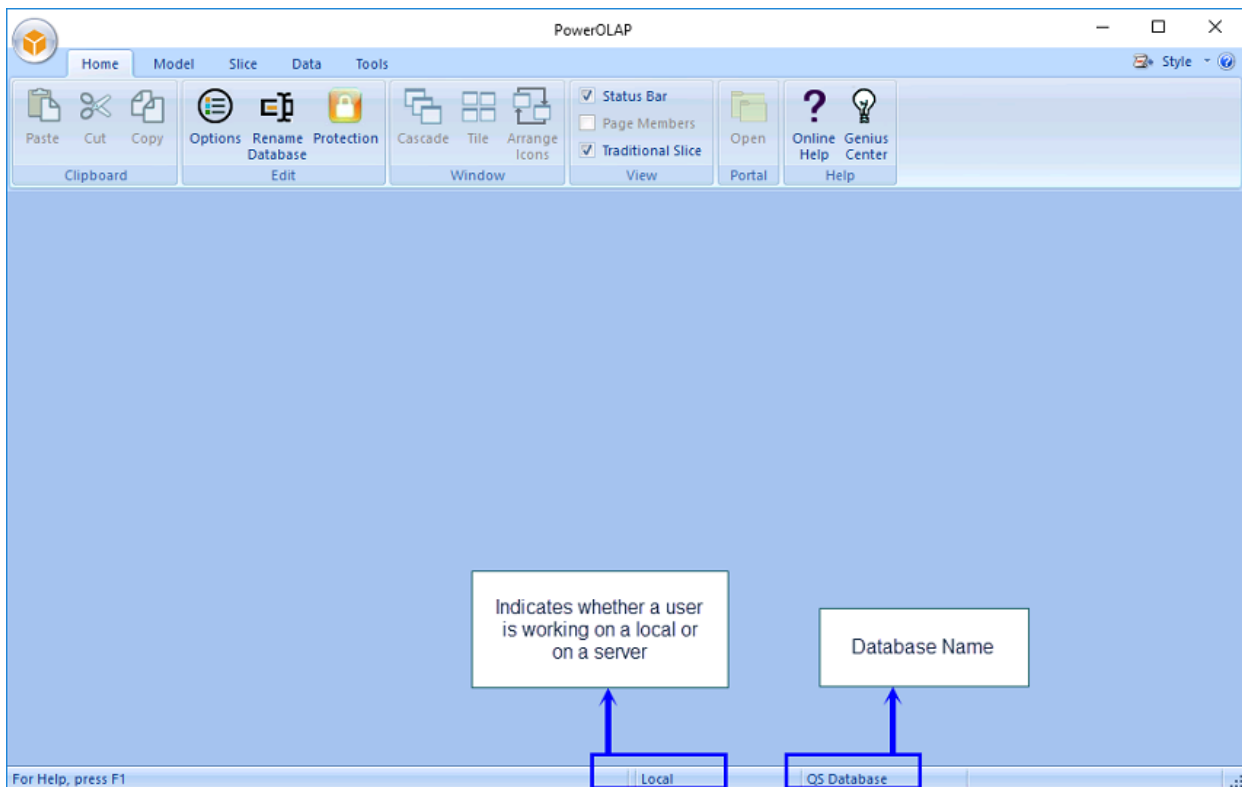 PowerOLAP
Home Model Slice Data Tools Style
Paste Cut Copy Options Rename Database Protection Cascade Tile Arrange Icons
Status Bar
Page Members
Traditional Slice
Open Online Help Genius Center
Clipboard Edit Window View Portal Help
Indicates whether a user
is working on a local or
on a server
Database Name
For Help, press F1 Local QS Database